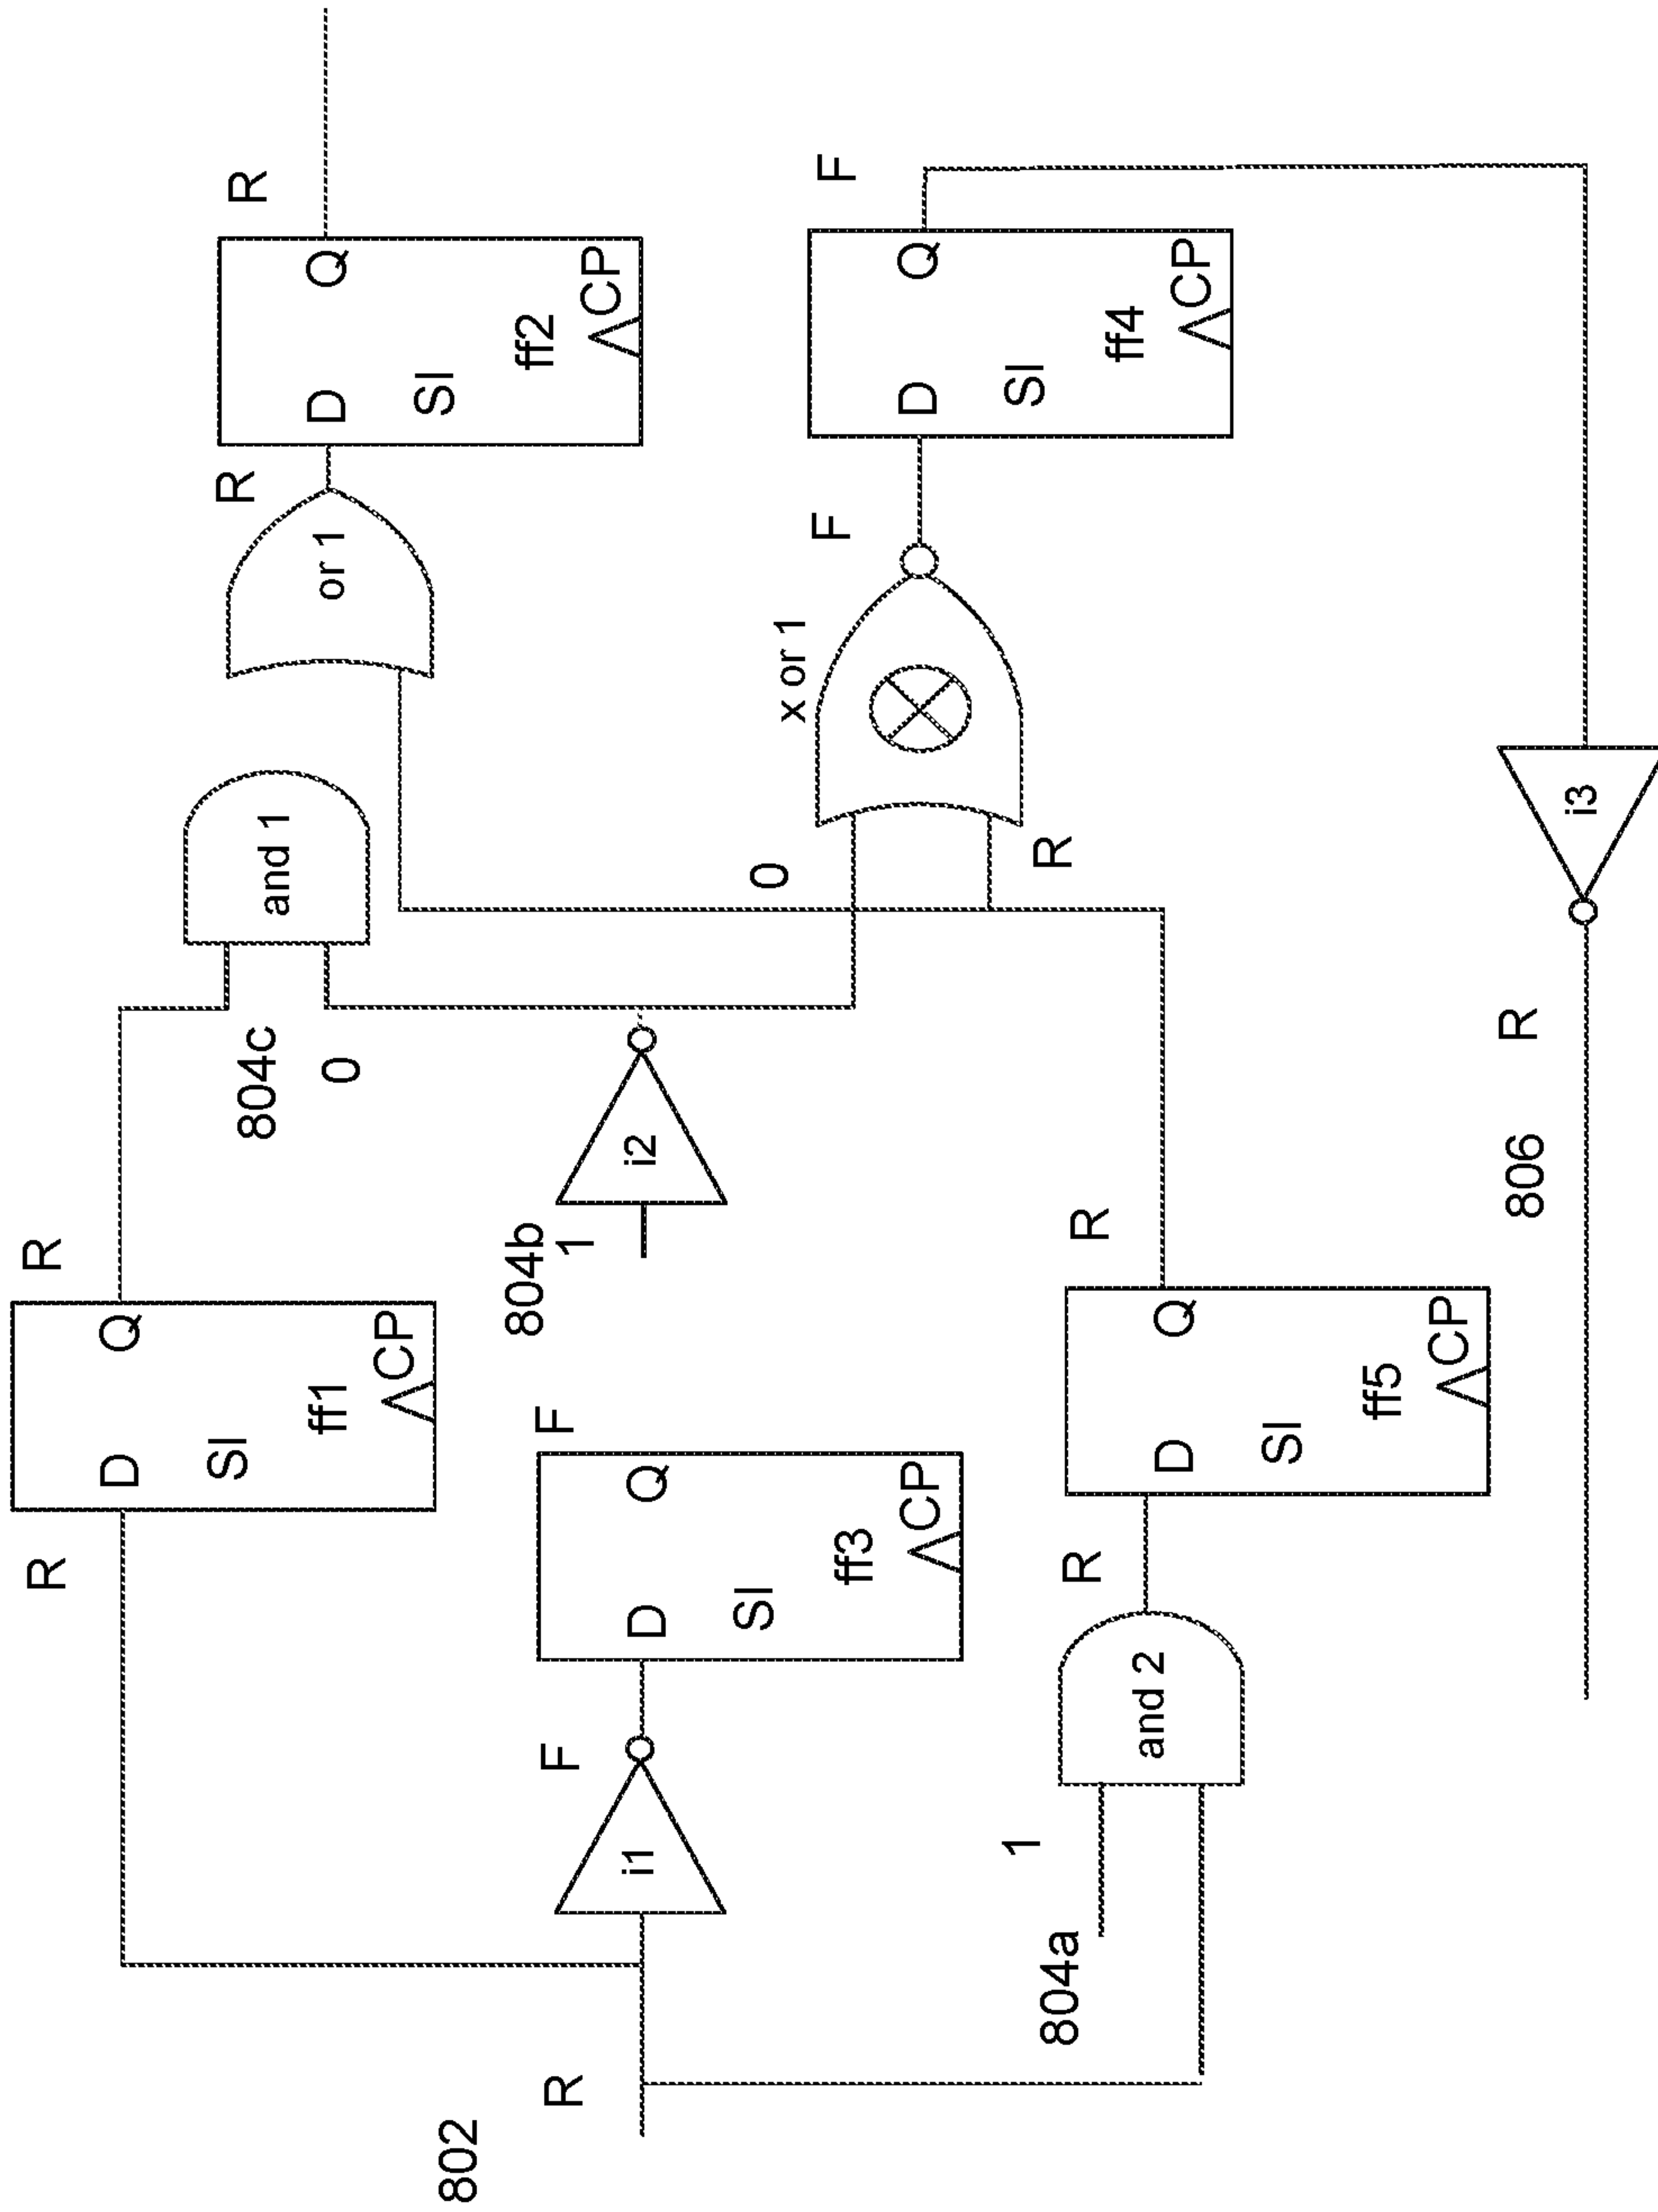 802
R
R
D
Q
SI
ff1
CP
R
804c
0
and 1
R
or 1
D
Q
SI
ff2
CP
R
i1
F
D
Q
SI
ff3
CP
F
804b
1
i2
0
x or 1
R
F
D
Q
SI
ff4
CP
F
804a
1
and 2
R
D
Q
SI
ff5
CP
R
806
R
i3